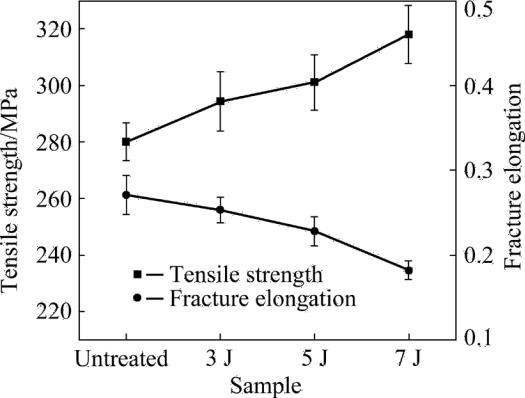 Tensile strength/MPa
320
300
280
260
240
220
0.5
0.4
0.3
0.2
0.1
Fracture elongation
Tensile strength
Fracture elongation
Untreated 3 J 5 J 7 J
Sample